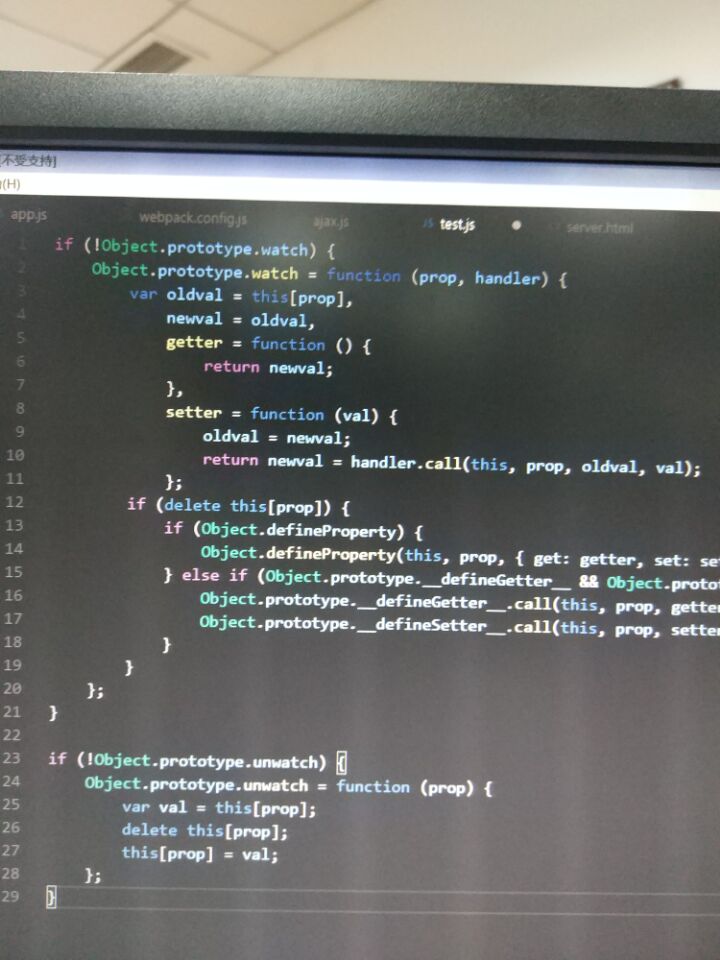 [不受支持]
(H)
app.js webpack.config.js ajax.js JS test.js server.html
1 if (!Object.prototype.watch) {
2 Object.prototype.watch = function (prop, handler) {
3 var oldval = this[prop],
4 newval = oldval,
5 getter = function () {
6 return newval;
7 },
8 setter = function (val) {
9 oldval = newval;
10 return newval = handler.call(this, prop, oldval, val);
11 };
12 if (delete this[prop]) {
13 if (Object.defineProperty) {
14 Object.defineProperty(this, prop, { get: getter, set: se
15 } else if (Object.prototype.__defineGetter__ && Object.proto
16 Object.prototype.__defineGetter__.call(this, prop, getter
17 Object.prototype.__defineSetter__.call(this, prop, setter
18 }
19 }
20 };
21 }
22
23 if (!Object.prototype.unwatch) {
24 Object.prototype.unwatch = function (prop) {
25 var val = this[prop];
26 delete this[prop];
27 this[prop] = val;
28 };
29 }